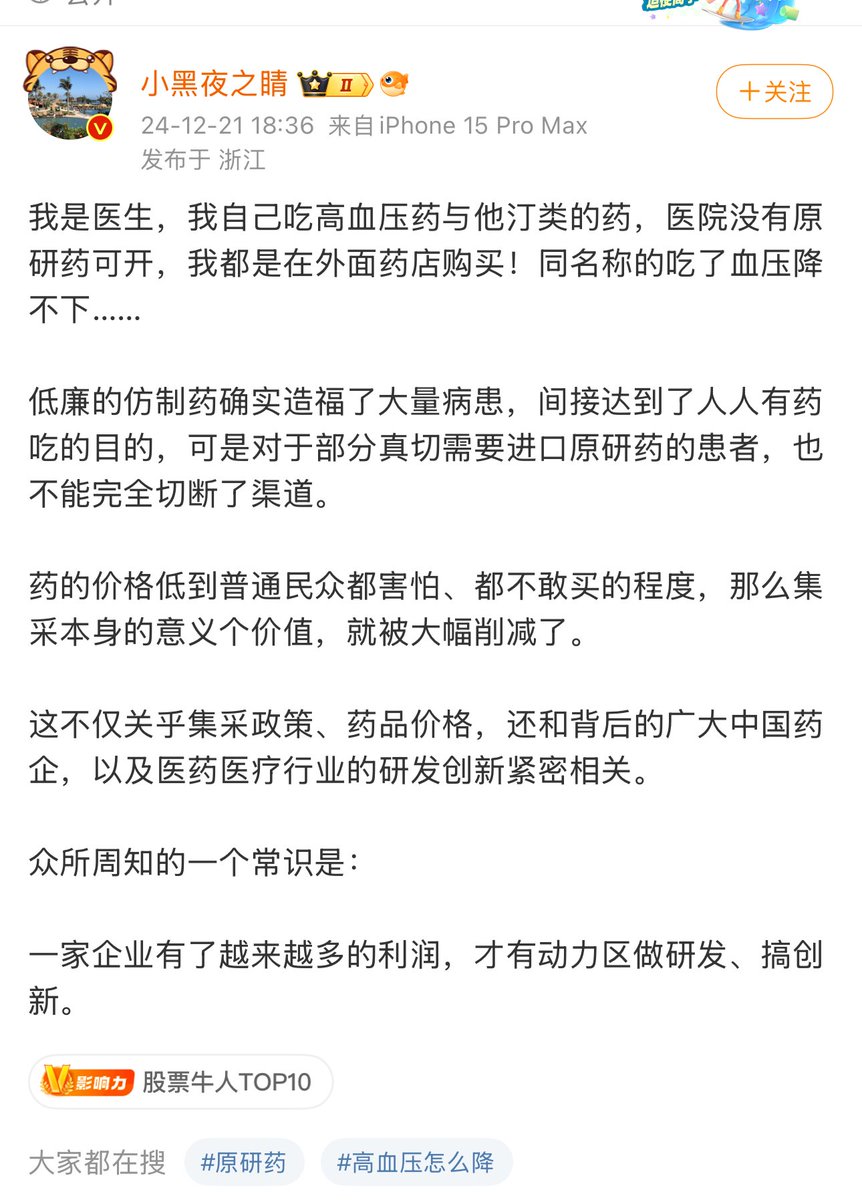 小黑夜之睛 II
24-12-21 18:36 来自iPhone 15 Pro Max
发布于 浙江
+关注
我是医生，我自己吃高血压药与他汀类的药，医院没有原
研药可开，我都是在外面药店购买！同名称的吃了血压降
不下......
低廉的仿制药确实造福了大量病患，间接达到了人人有药
吃的目的，可是对于部分真切需要进口原研药的患者，也
不能完全切断了渠道。
药的价格低到普通民众都害怕、都不敢买的程度，那么集
采本身的意义个价值，就被大幅削减了。
这不仅关乎集采政策、药品价格，还和背后的广大中国药
企，以及医药医疗行业的研发创新紧密相关。
众所周知的一个常识是：
一家企业有了越来越多的利润，才有动力区做研发、搞创
新。
V影响力 股票牛人TOP10
大家都在搜 #原研药 #高血压怎么降